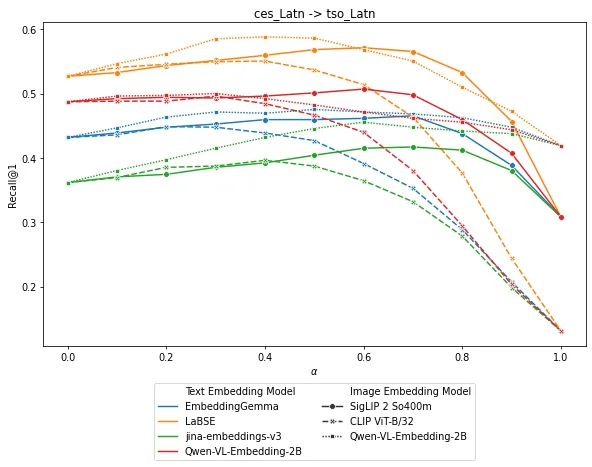 ces_Latn -> tso_Latn
Recall@1
0.6
0.5
0.4
0.3
0.2
0.0 0.2 0.4 0.6 0.8 1.0
α
Text Embedding Model Image Embedding Model
EmbeddingGemma SigLIP 2 So400m
LaBSE CLIP ViT-B/32
jina-embeddings-v3 Qwen-VL-Embedding-2B
Qwen-VL-Embedding-2B